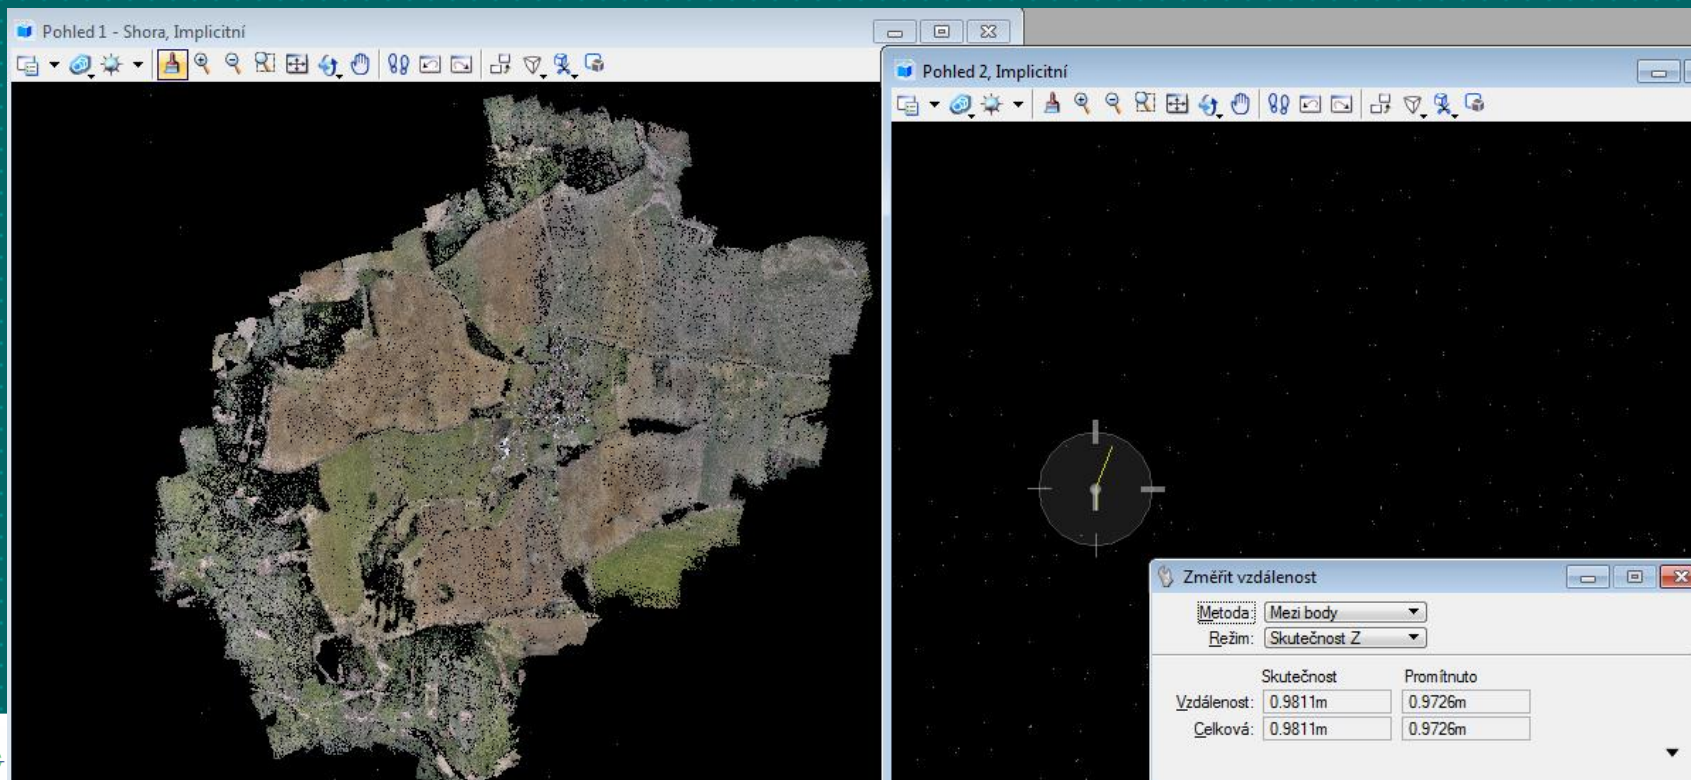 Pohled 1 - Shora, Implicitní
Pohled 2, Implicitní
Změřit vzdálenost
Metoda: Mezi body
Režim: Skutečnost Z
Skutečnost Promítnuto
Vzdálenost: 0.9811m 0.9726m
Celková: 0.9811m 0.9726m